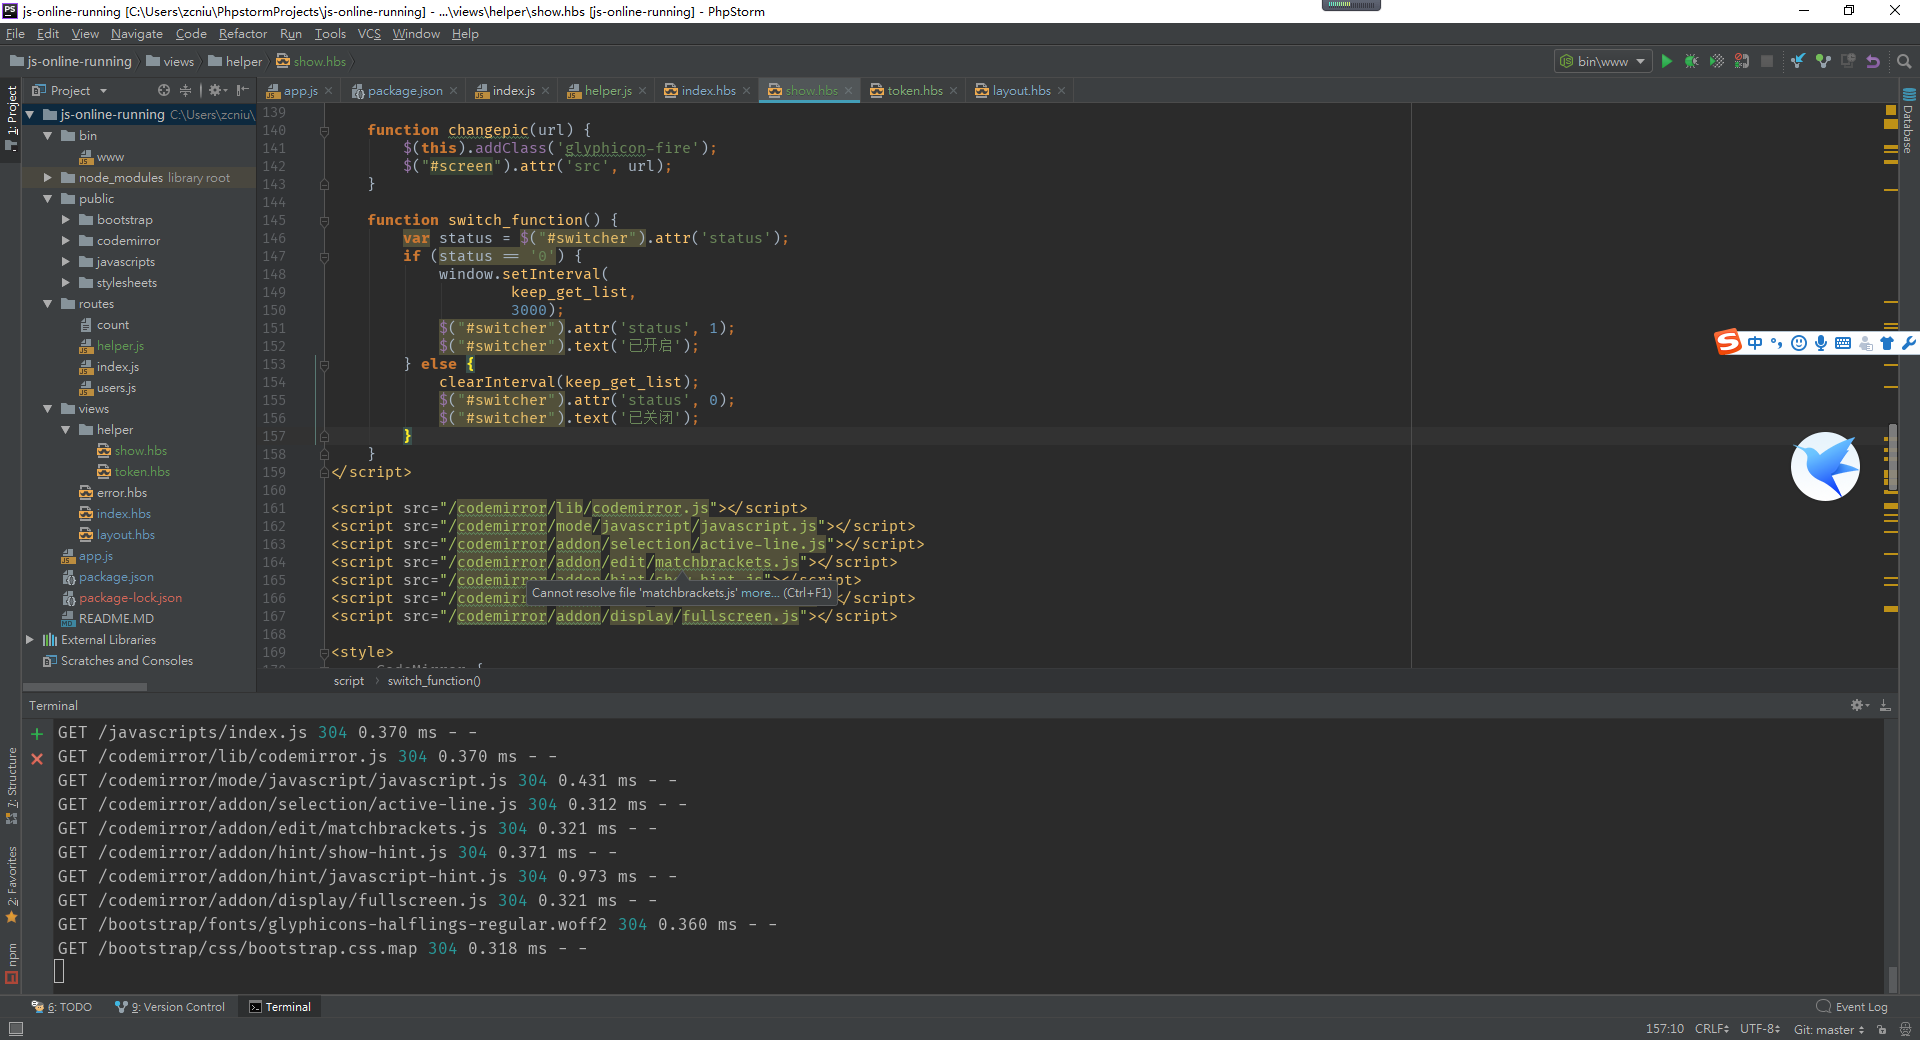 js-online-running [C:\Users\zcniu\PhpstormProjects\js-online-running] - ...\views\helper\show.hbs [js-online-running] - PhpStorm
File Edit View Navigate Code Refactor Run Tools VCS Window Help
js-online-running views helper show.hbs
bin\www
Project
app.js package.json index.js helper.js index.hbs show.hbs token.hbs layout.hbs
1: Project
Database
js-online-running C:\Users\zcniu\
bin
www
node_modules library root
public
bootstrap
codemirror
javascripts
stylesheets
routes
count
helper.js
index.js
users.js
views
helper
show.hbs
token.hbs
error.hbs
index.hbs
layout.hbs
app.js
package.json
package-lock.json
README.MD
External Libraries
Scratches and Consoles
139
140 function changepic(url) {
141 $(this).addClass('glyphicon-fire');
142 $("#screen").attr('src', url);
143 }
144
145 function switch_function() {
146 var status = $("#switcher").attr('status');
147 if (status == '0') {
148 window.setInterval(
149 keep_get_list,
150 3000);
151 $("#switcher").attr('status', 1);
152 $("#switcher").text('已开启');
153 } else {
154 clearInterval(keep_get_list);
155 $("#switcher").attr('status', 0);
156 $("#switcher").text('已关闭');
157 }
158 }
159 </script>
160
161 <script src="/codemirror/lib/codemirror.js"></script>
162 <script src="/codemirror/mode/javascript/javascript.js"></script>
163 <script src="/codemirror/addon/selection/active-line.js"></script>
164 <script src="/codemirror/addon/edit/matchbrackets.js"></script>
165 <script src="/codemirror/addon/hint/show-hint.js"></script>
Cannot resolve file 'matchbrackets.js' more... (Ctrl+F1)
166 <script src="/codemirr </script>
167 <script src="/codemirror/addon/display/fullscreen.js"></script>
168
169 <style>
170 .CodeMirror {
中
script switch_function()
Terminal
GET /javascripts/index.js 304 0.370 ms - -
GET /codemirror/lib/codemirror.js 304 0.370 ms - -
GET /codemirror/mode/javascript/javascript.js 304 0.431 ms - -
GET /codemirror/addon/selection/active-line.js 304 0.312 ms - -
GET /codemirror/addon/edit/matchbrackets.js 304 0.321 ms - -
GET /codemirror/addon/hint/show-hint.js 304 0.371 ms - -
GET /codemirror/addon/hint/javascript-hint.js 304 0.973 ms - -
GET /codemirror/addon/display/fullscreen.js 304 0.321 ms - -
GET /bootstrap/fonts/glyphicons-halflings-regular.woff2 304 0.360 ms - -
GET /bootstrap/css/bootstrap.css.map 304 0.318 ms - -
7: Structure
2: Favorites
npm
6: TODO 9: Version Control Terminal Event Log
157:10 CRLF UTF-8 Git: master